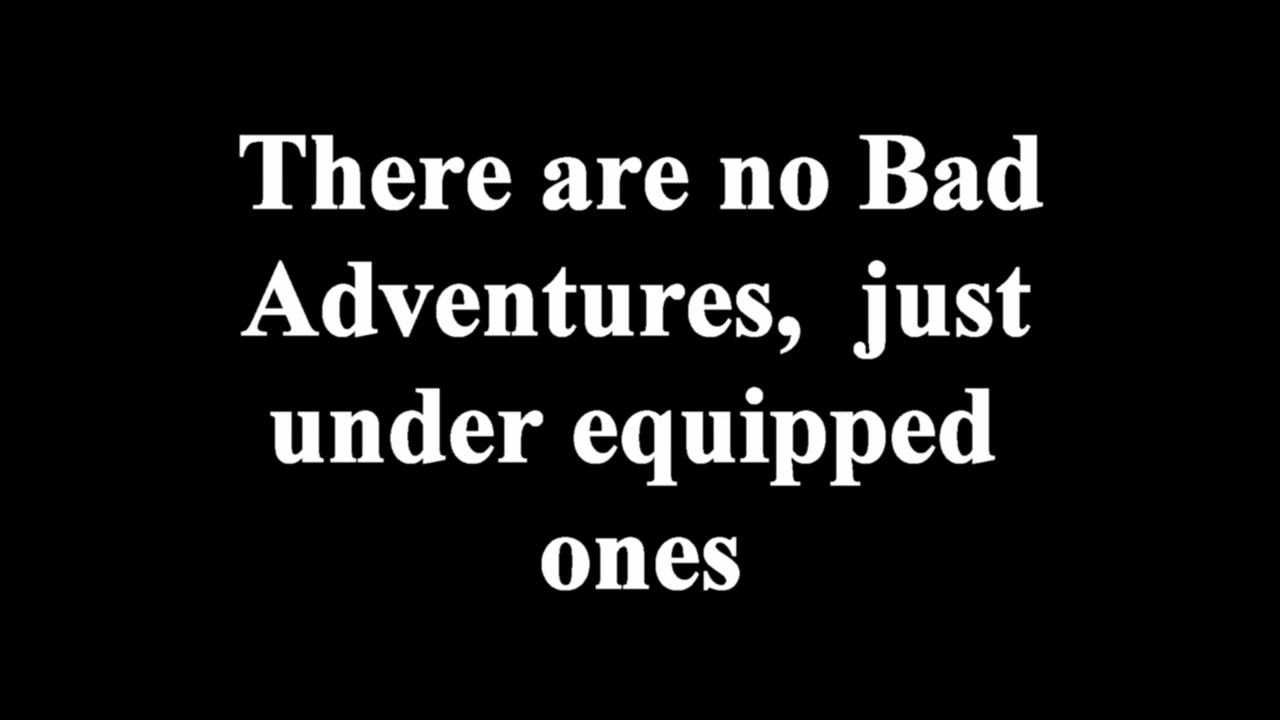 There are no Bad
Adventures,  just
under equipped
ones